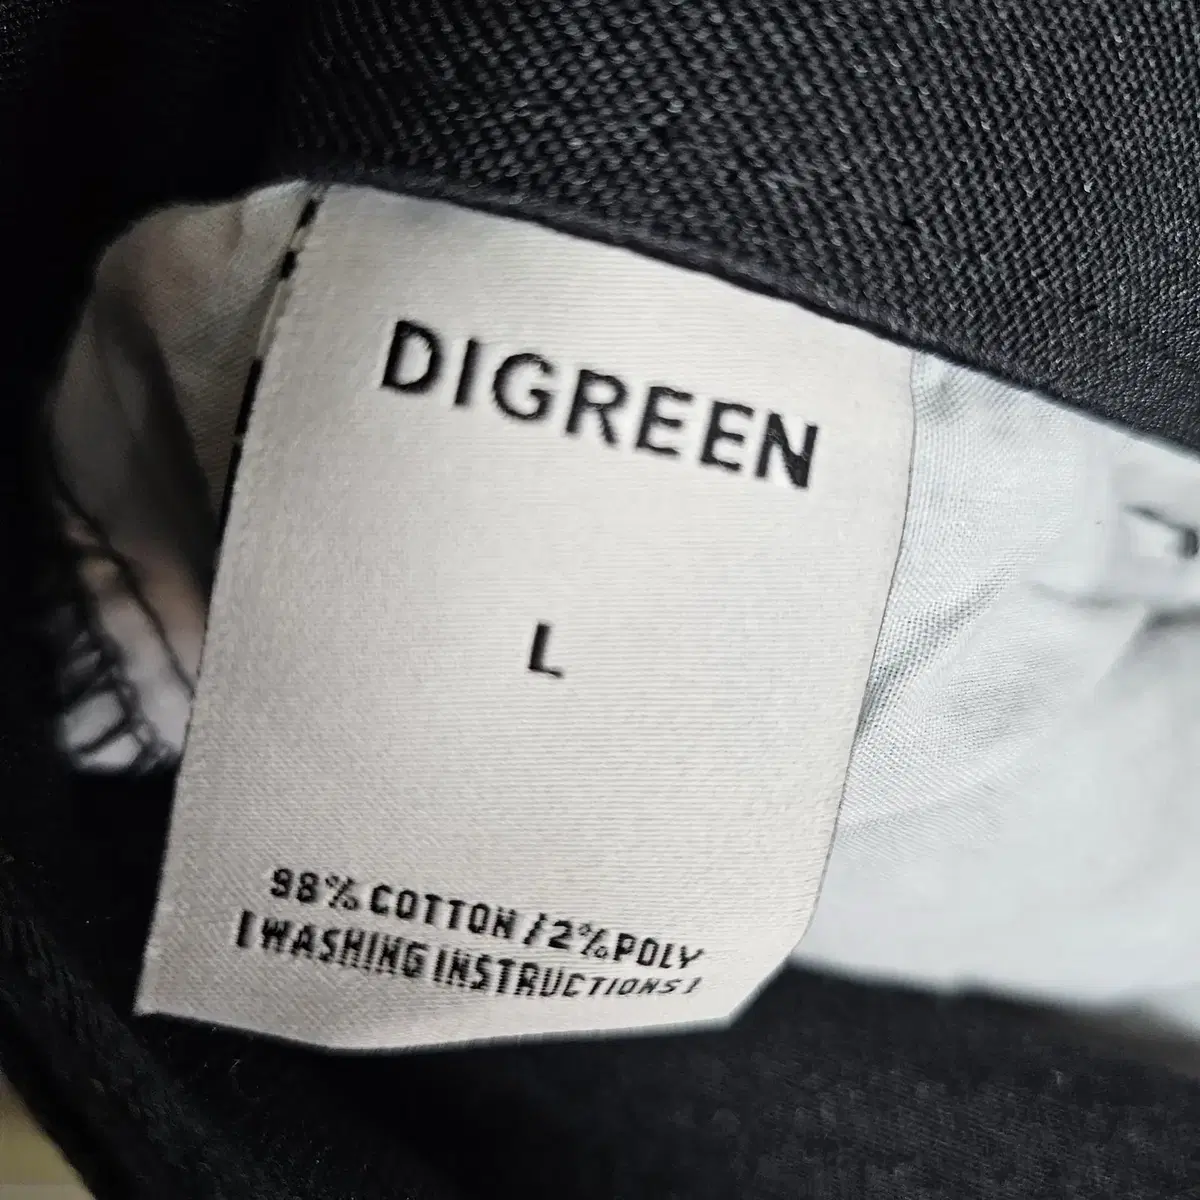 DIGREEN
L
98% COTTON / 2% POLY
[ WASHING INSTRUCTIONS ]